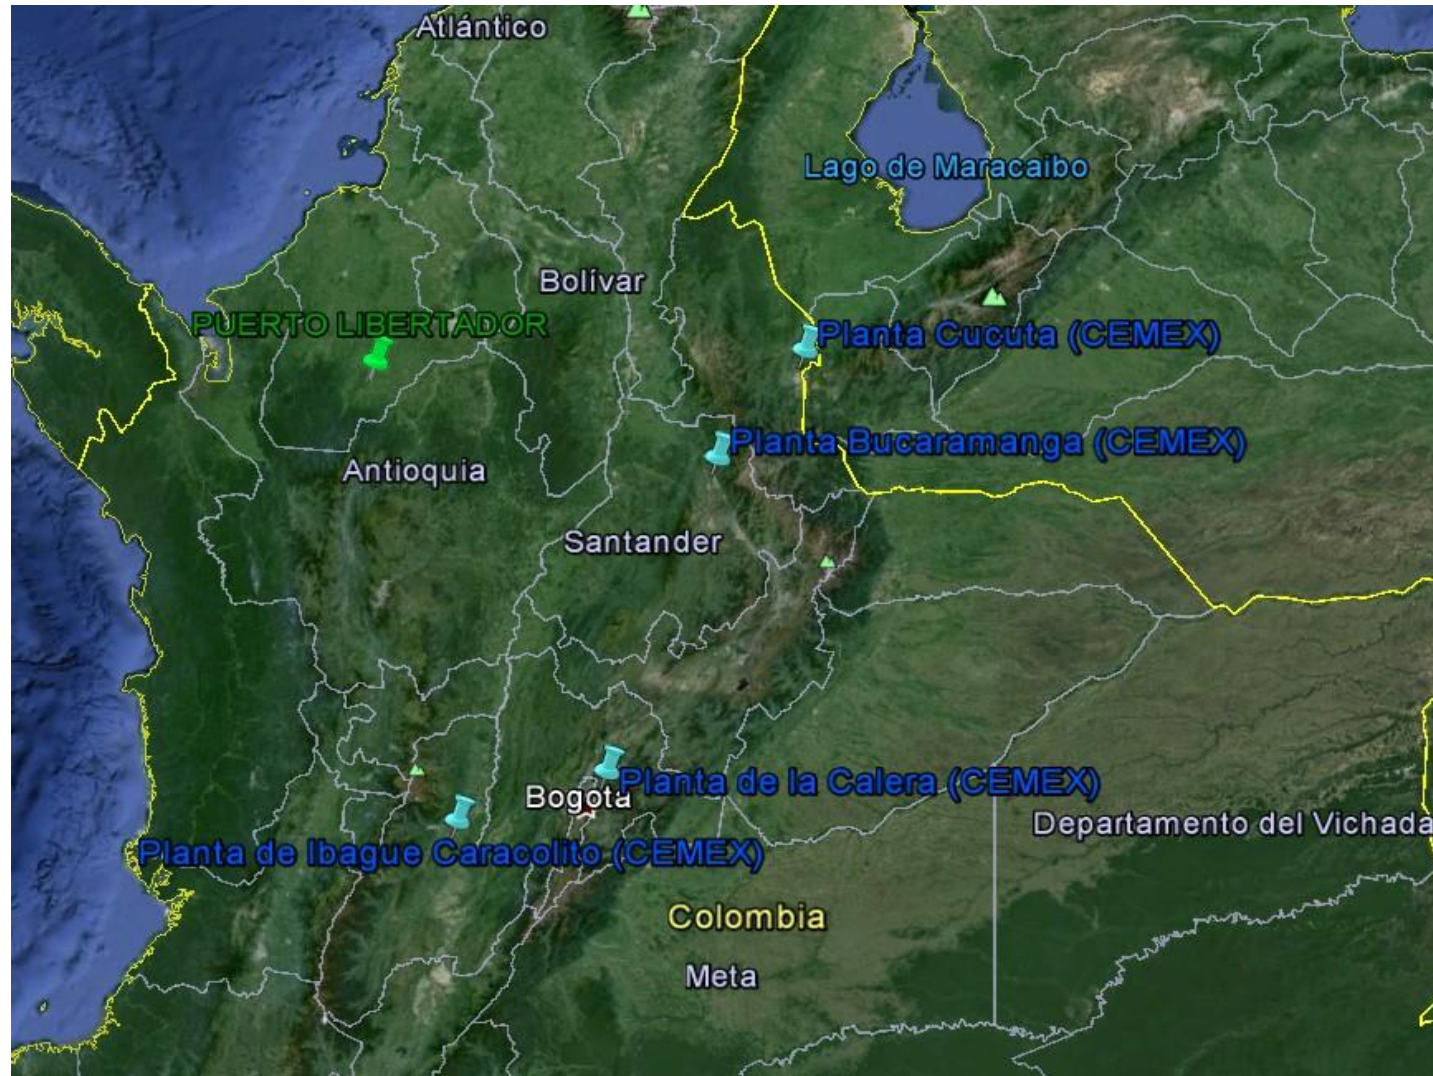 Atlántico
Lago de Maracaibo
Bolívar
PUERTO LIBERTADOR
Planta Cucuta (CEMEX)
Planta Bucaramanga (CEMEX)
Antioquia
Santander
Planta de la Calera (CEMEX)
Bogotá
Departamento del Vichada
Planta de Ibague Caracolito (CEMEX)
Colombia
Meta